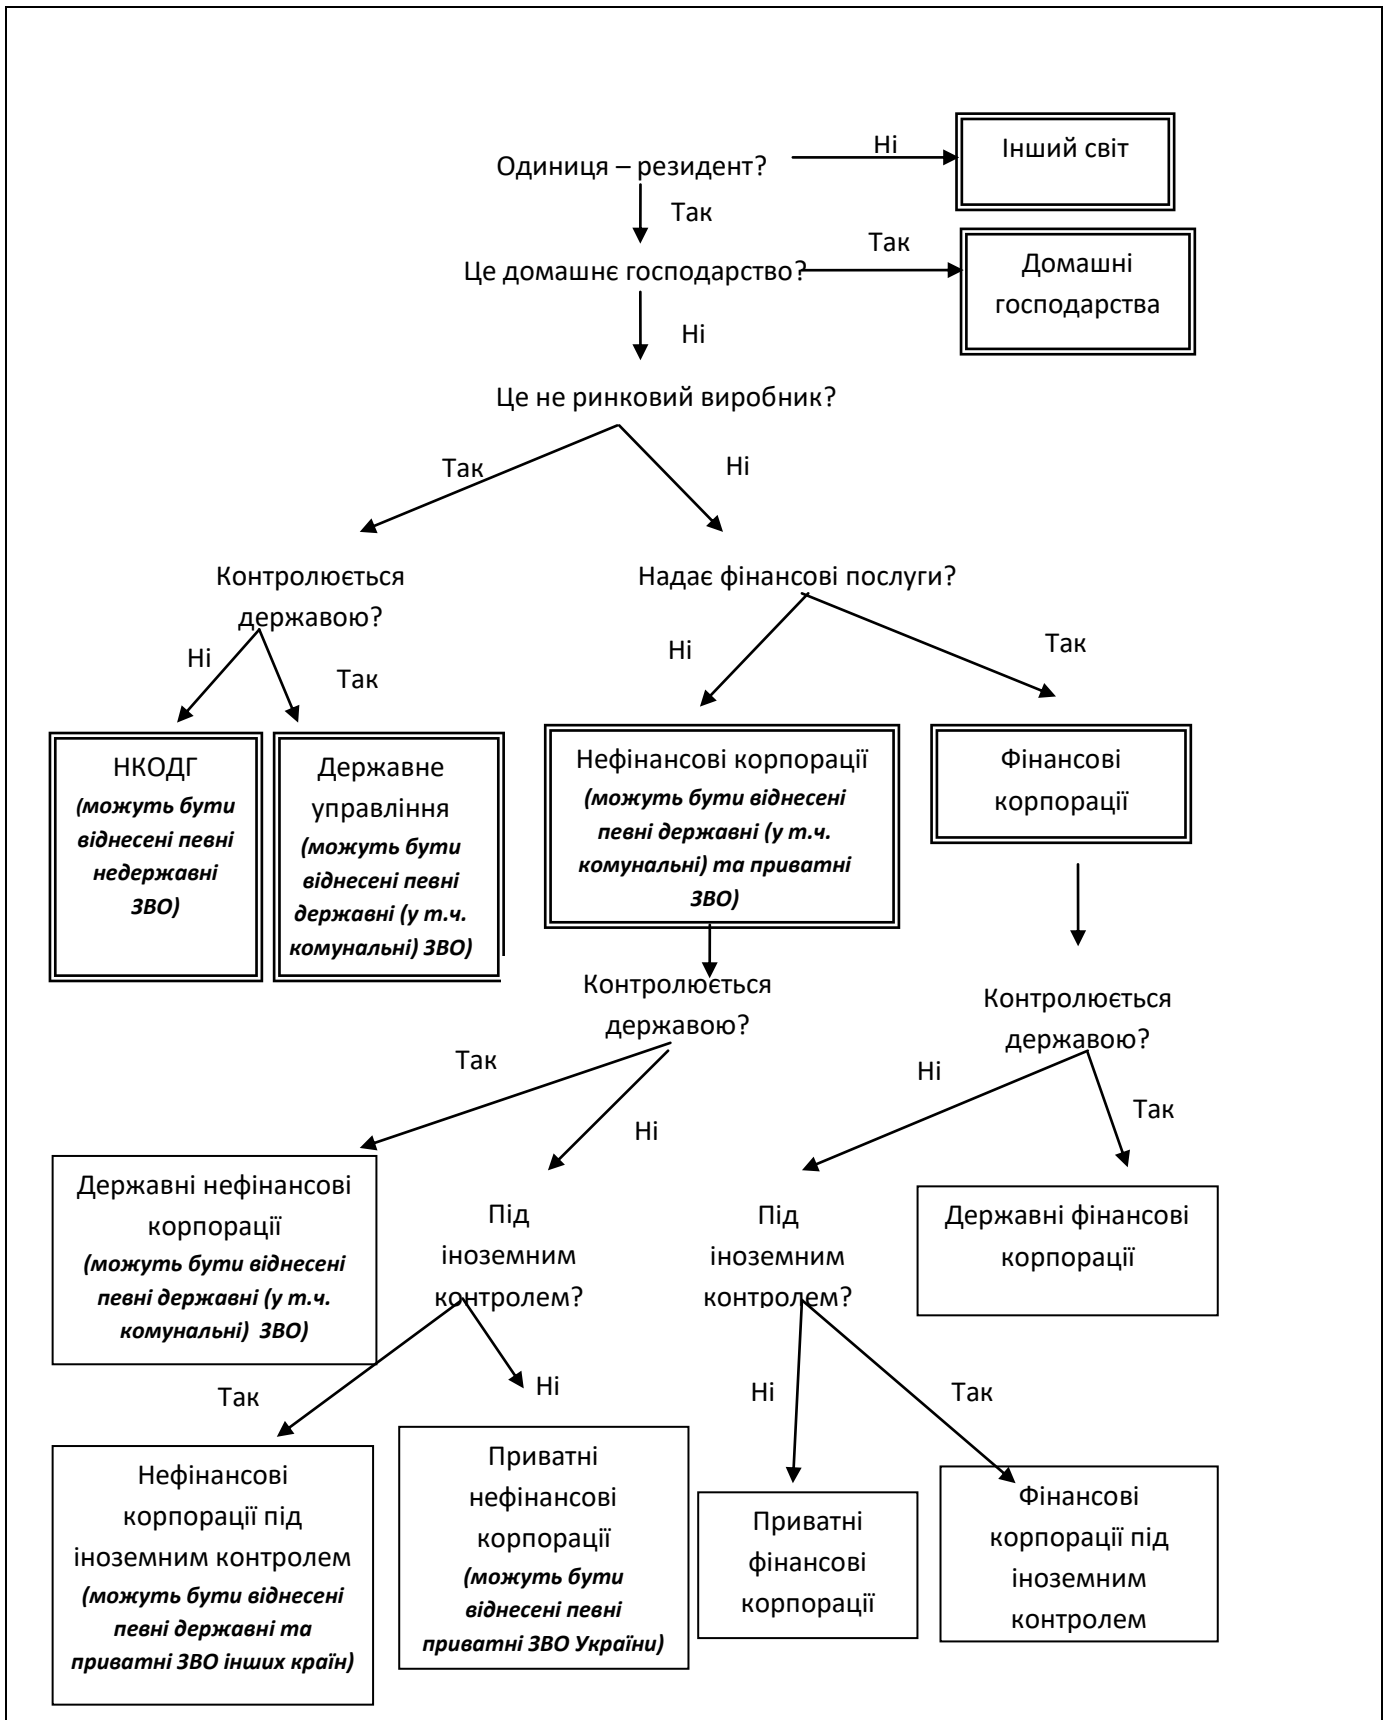 Одиниця – резидент?
Ні
Інший світ
Так
Це домашнє господарство?
Так
Домашні
господарства
Ні
Це не ринковий виробник?
Так
Ні
Контролюється
державою?
Надає фінансові послуги?
Ні
Так
Ні
Так
НКОДГ
(можуть бути
віднесені певні
недержавні
ЗВО)
Державне
управління
(можуть бути
віднесені певні
державні (у т.ч.
комунальні) ЗВО)
Нефінансові корпорації
(можуть бути віднесені
певні державні (у т.ч.
комунальні) та приватні
ЗВО)
Фінансові
корпорації
Контролюється
державою?
Контролюється
державою?
Так
Ні
Ні
Так
Державні нефінансові
корпорації
(можуть бути віднесені
певні державні (у т.ч.
комунальні) ЗВО)
Під
іноземним
контролем?
Під
іноземним
контролем?
Державні фінансові
корпорації
Так
Ні
Ні
Так
Нефінансові
корпорації під
іноземним контролем
(можуть бути віднесені
певні державні та
приватні ЗВО інших країн)
Приватні
нефінансові
корпорації
(можуть бути
віднесені певні
приватні ЗВО України)
Приватні
фінансові
корпорації
Фінансові
корпорації під
іноземним
контролем